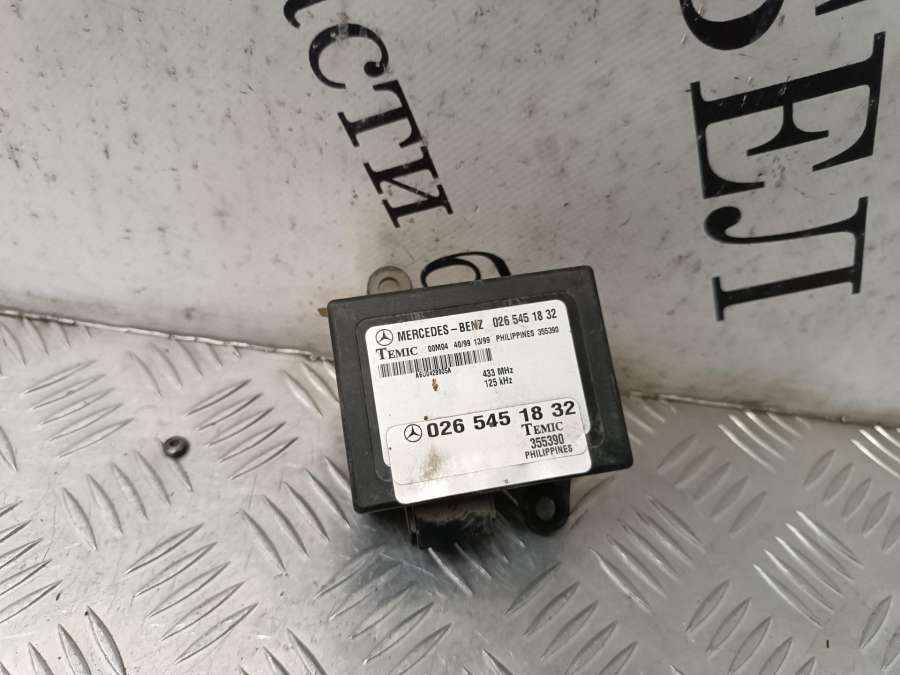 СТИ
БЕЛ
MERCEDES-BENZ 026 545 18 32
TEMIC 00M04 40/99 13/99 PHILIPPINES 355390
433 MHz
125 kHz
026 545 18 32
TEMIC
355390
PHILIPPINES